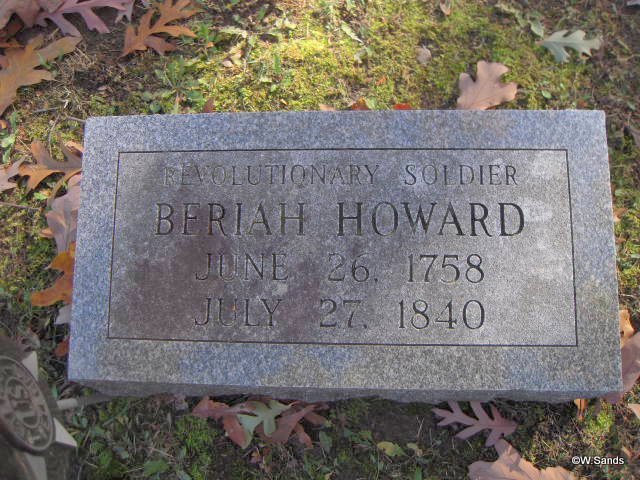 REVOLUTIONARY SOLDIER
BERIAH HOWARD
JUNE 26, 1758
JULY 27, 1840
©W.Sands